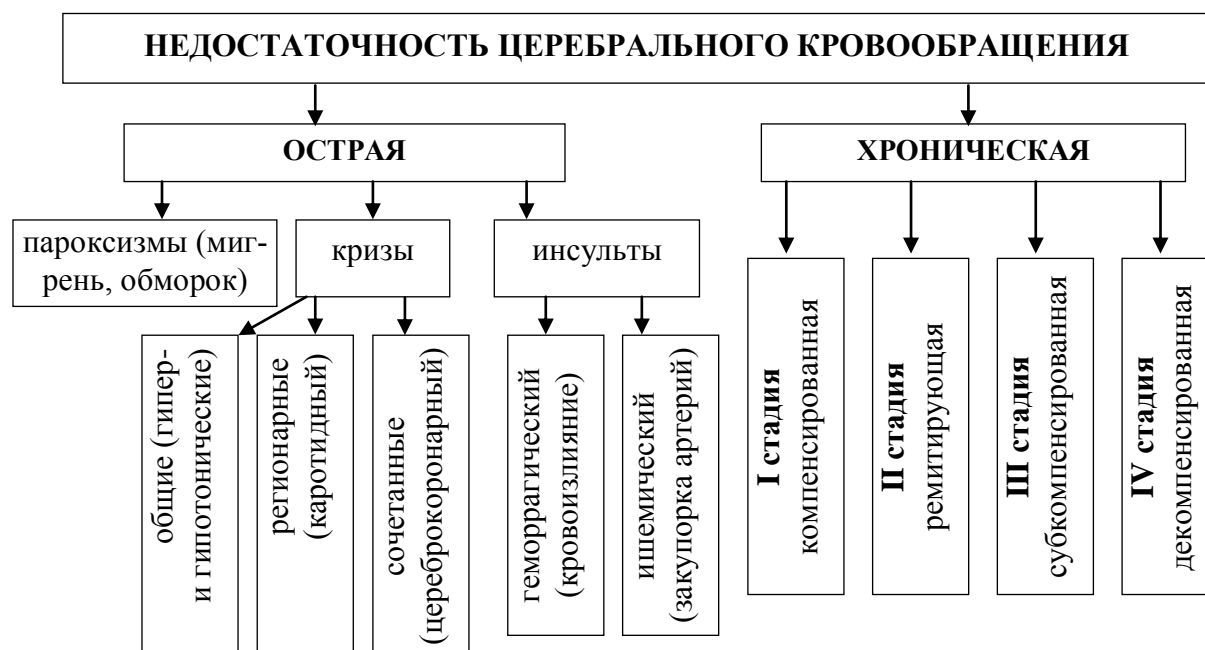 НЕДОСТАТОЧНОСТЬ ЦЕРЕБРАЛЬНОГО КРОВООБРАЩЕНИЯ
ОСТРАЯ
ХРОНИЧЕСКАЯ
пароксизмы (миг-
рень, обморок)
кризы
инсульты
общие (гипер-
и гипотонические)
регионарные
(каротидный)
сочетанные
(цереброкоронарный)
геморрагический
(кровоизлияние)
ишемический
(закупорка артерий)
I стадия
компенсированная
II стадия
ремитирующая
III стадия
субкомпенсированная
IV стадия
декомпенсированная